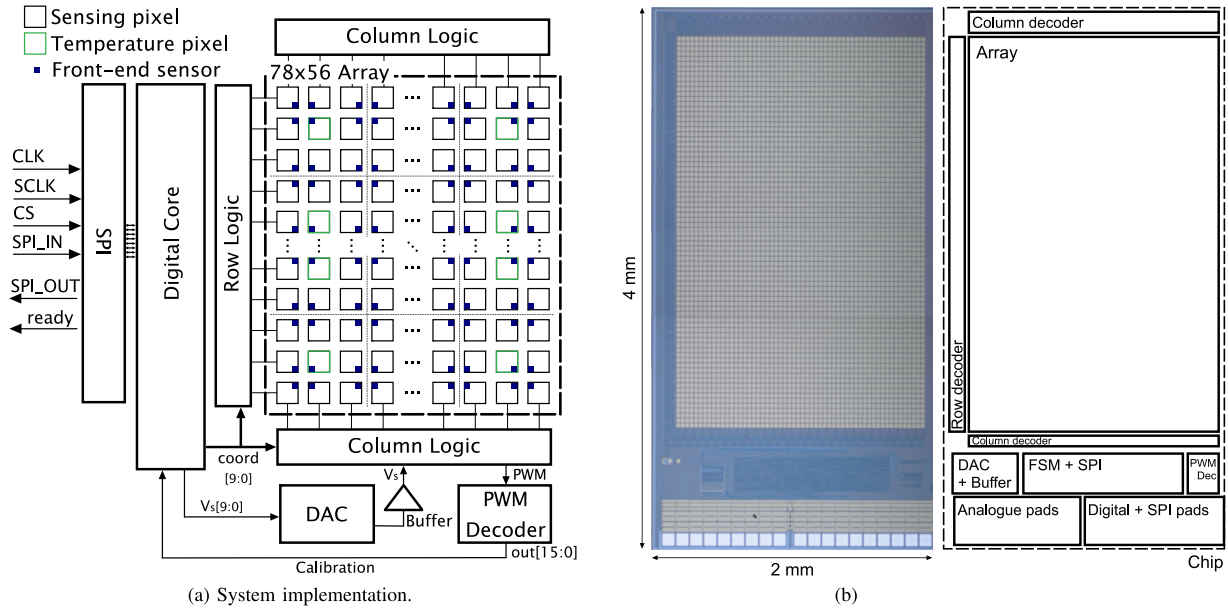 Sensing pixel
Temperature pixel
Front-end sensor
Column Logic
78x56 Array
CLK
SCLK
CS
SPI_IN
SPI_OUT
ready
SPI
Digital Core
Row Logic
Column Logic
coord
[9:0]
Vs
PWM
Vs[9:0]
DAC
Buffer
PWM
Decoder
out[15:0]
Calibration
(a) System implementation.
4 mm
2 mm
Column decoder
Array
Row decoder
Column decoder
DAC
+ Buffer
FSM + SPI
PWM
Dec
Analogue pads
Digital + SPI pads
Chip
(b)